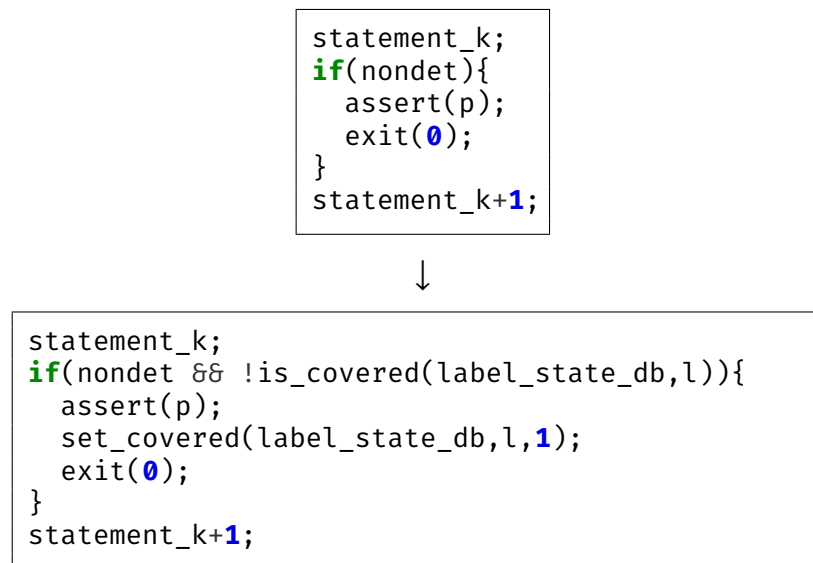 statement_k;
if(nondet){
  assert(p);
  exit(0);
}
statement_k+1;
↓
statement_k;
if(nondet && !is_covered(label_state_db,l)){
  assert(p);
  set_covered(label_state_db,l,1);
  exit(0);
}
statement_k+1;